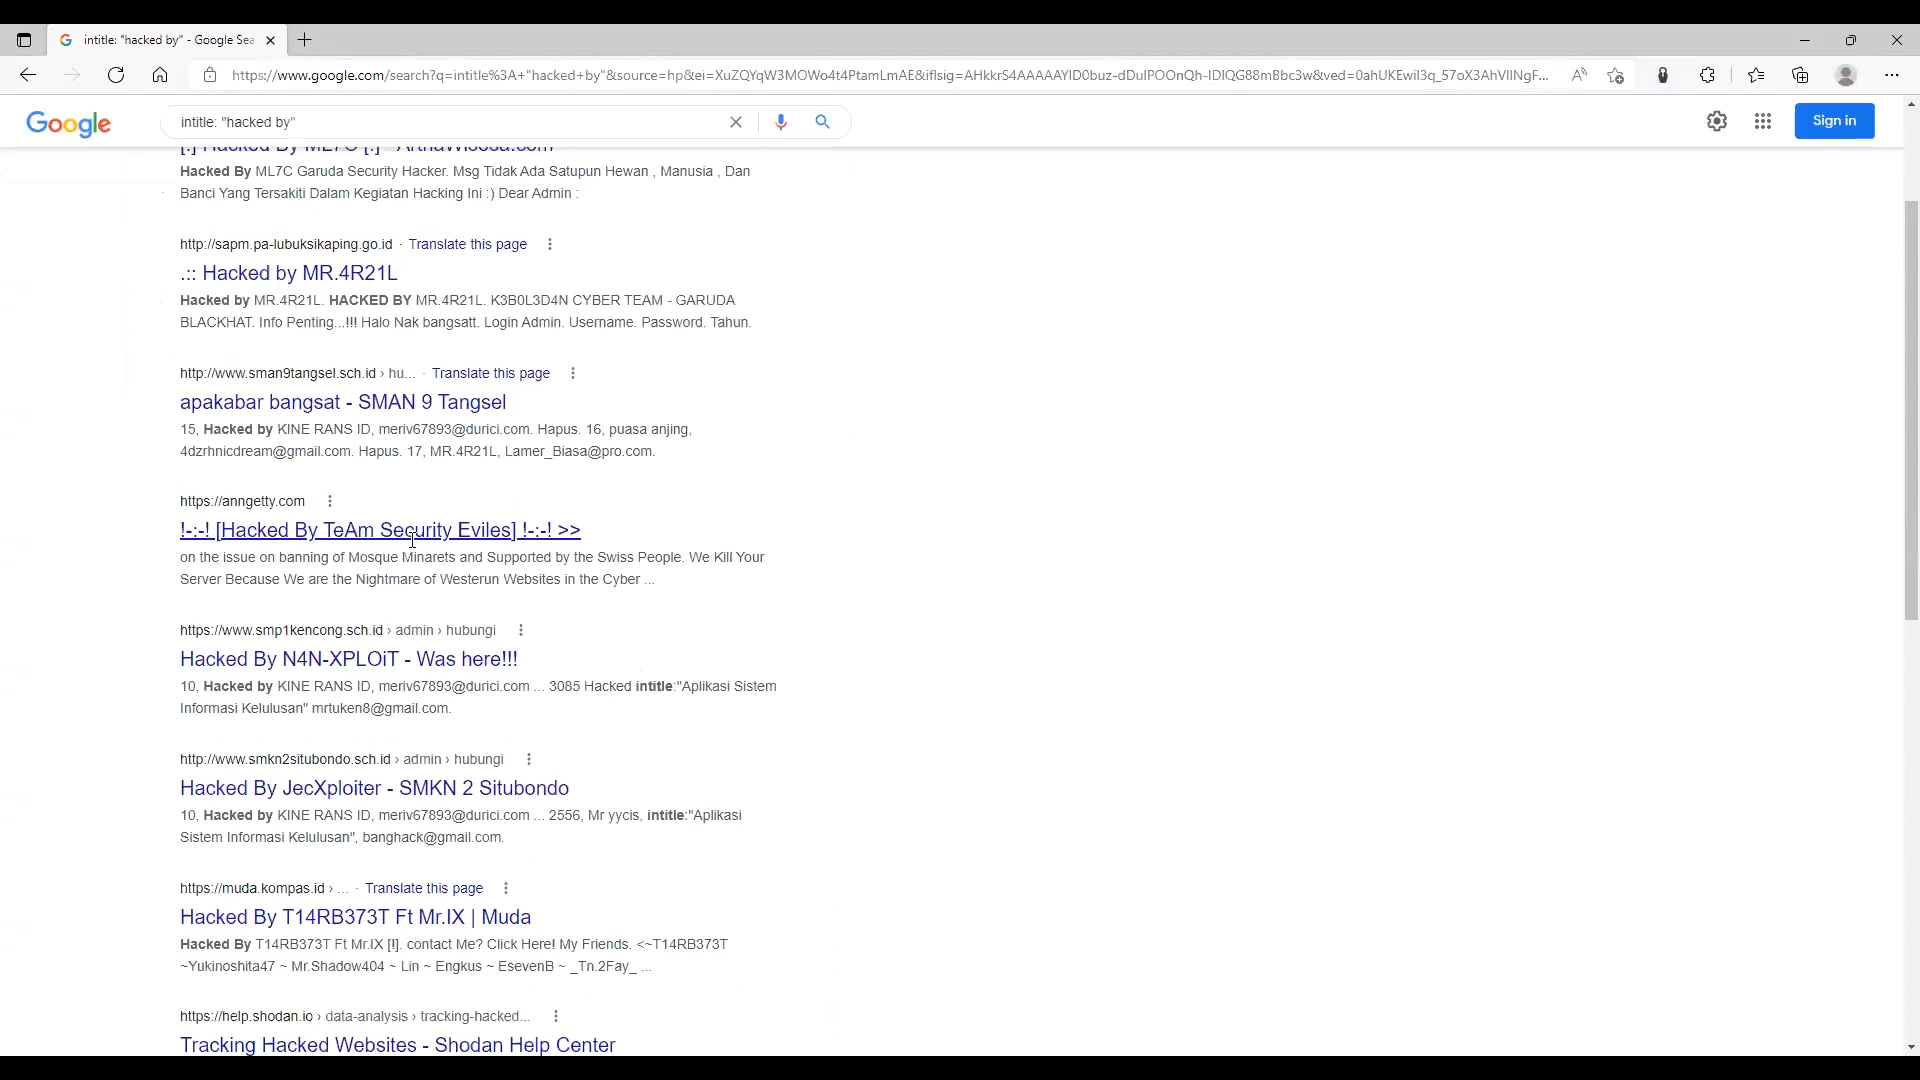 intitle: "hacked by" - Google Sea
https://www.google.com/search?q=intitle%3A+"hacked+by"&source=hp&ei=XuZQYqW3MOWo4t4PtamLmAE&iflsig=AHkkrS4AAAAAYlD0buz-dDulPOOnQh-IDIQG88mBbc3w&ved=0ahUKEwil3q_57oX3AhVIINgF...
Google
intitle: "hacked by"
Sign in
[!] Hacked By ML7C [!] - ArthaWisesa.com
Hacked By ML7C Garuda Security Hacker. Msg Tidak Ada Satupun Hewan , Manusia , Dan
Banci Yang Tersakiti Dalam Kegiatan Hacking Ini :) Dear Admin :
http://sapm.pa-lubuksikaping.go.id · Translate this page
.:: Hacked by MR.4R21L
Hacked by MR.4R21L. HACKED BY MR.4R21L. K3B0L3D4N CYBER TEAM - GARUDA
BLACKHAT. Info Penting...!!! Halo Nak bangsatt. Login Admin. Username. Password. Tahun.
http://www.sman9tangsel.sch.id › hu... · Translate this page
apakabar bangsat - SMAN 9 Tangsel
15, Hacked by KINE RANS ID, meriv67893@durici.com. Hapus. 16, puasa anjing,
4dzrhnicdream@gmail.com. Hapus. 17, MR.4R21L, Lamer_Biasa@pro.com.
https://anngetty.com
!-:-! [Hacked By TeAm Security Eviles] !-:-! >>
on the issue on banning of Mosque Minarets and Supported by the Swiss People. We Kill Your
Server Because We are the Nightmare of Westerun Websites in the Cyber ...
https://www.smp1kencong.sch.id › admin › hubungi
Hacked By N4N-XPLOiT - Was here!!!
10, Hacked by KINE RANS ID, meriv67893@durici.com ... 3085 Hacked intitle:"Aplikasi Sistem
Informasi Kelulusan" mrtuken8@gmail.com.
http://www.smkn2situbondo.sch.id › admin › hubungi
Hacked By JecXploiter - SMKN 2 Situbondo
10, Hacked by KINE RANS ID, meriv67893@durici.com ... 2556, Mr yycis, intitle:"Aplikasi
Sistem Informasi Kelulusan", banghack@gmail.com.
https://muda.kompas.id › ... · Translate this page
Hacked By T14RB373T Ft Mr.IX | Muda
Hacked By T14RB373T Ft Mr.IX [!]. contact Me? Click Here! My Friends. <~T14RB373T
~Yukinoshita47 ~ Mr.Shadow404 ~ Lin ~ Engkus ~ EsevenB ~ _Tn.2Fay_ ...
https://help.shodan.io › data-analysis › tracking-hacked...
Tracking Hacked Websites - Shodan Help Center